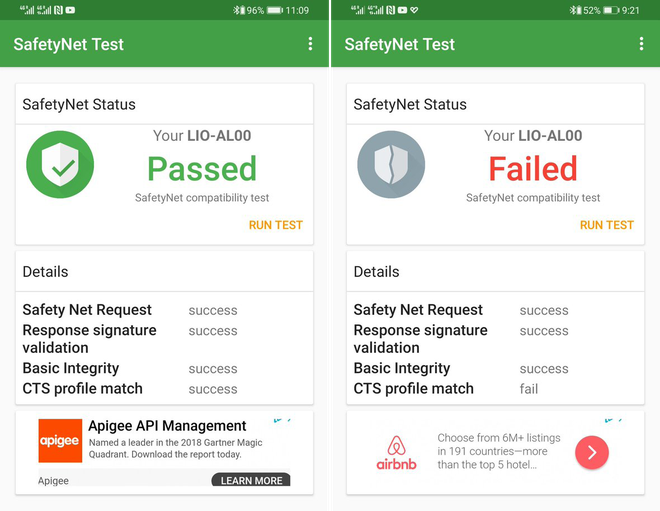 96% 11:09
SafetyNet Test
SafetyNet Status
Your LIO-AL00
Passed
SafetyNet compatibility test
RUN TEST
Details
Safety Net Request success
Response signature success
validation
Basic Integrity success
CTS profile match success
apigee
Apigee API Management
Named a leader in the 2018 Gartner Magic
Quadrant. Download the report today.
Apigee LEARN MORE
52% 9:21
SafetyNet Test
SafetyNet Status
Your LIO-AL00
Failed
SafetyNet compatibility test
RUN TEST
Details
Safety Net Request success
Response signature success
validation
Basic Integrity success
CTS profile match fail
airbnb
Choose from 6M+ listings
in 191 countries—more
than the top 5 hotel...